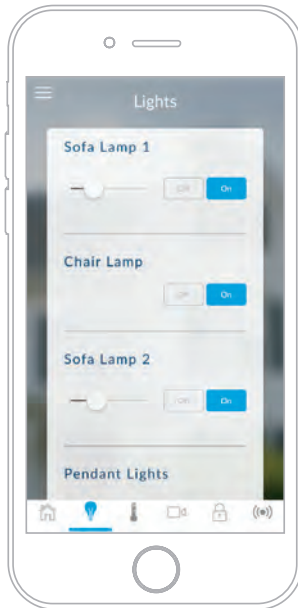 Lights
Sofa Lamp 1
Off On
Chair Lamp
Off On
Sofa Lamp 2
Off On
Pendant Lights